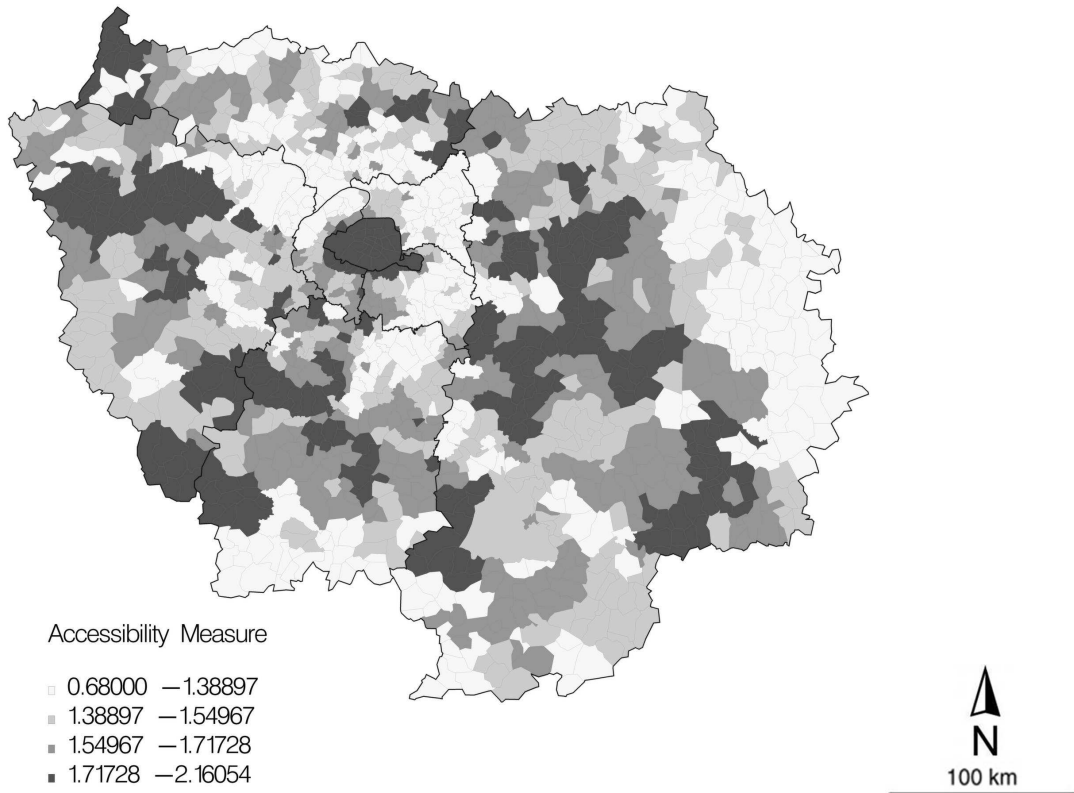 Accessibility Measure
0.68000 –1.38897
1.38897 –1.54967
1.54967 –1.71728
1.71728 –2.16054
N
100 km